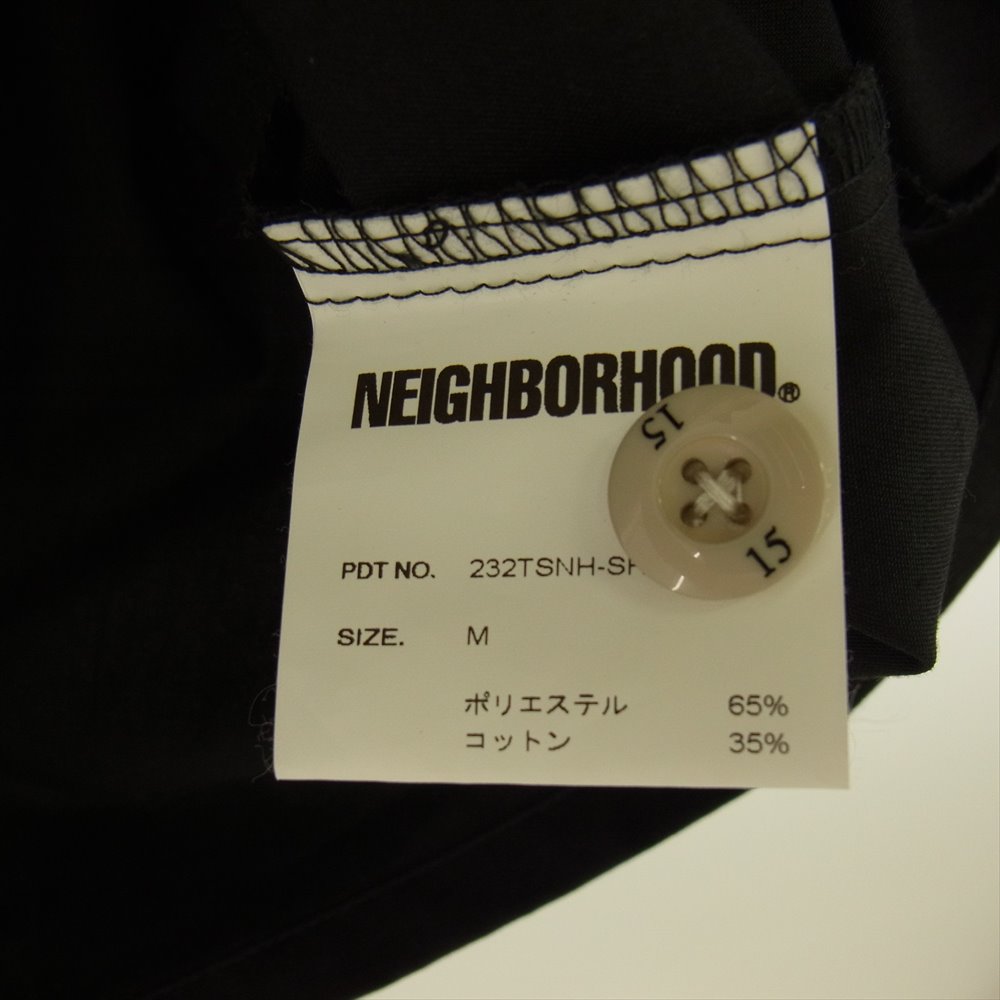 NEIGHBORHOOD®
15
15
PDT NO. 232TSNH-SH
SIZE. M
ポリエステル 65%
コットン 35%